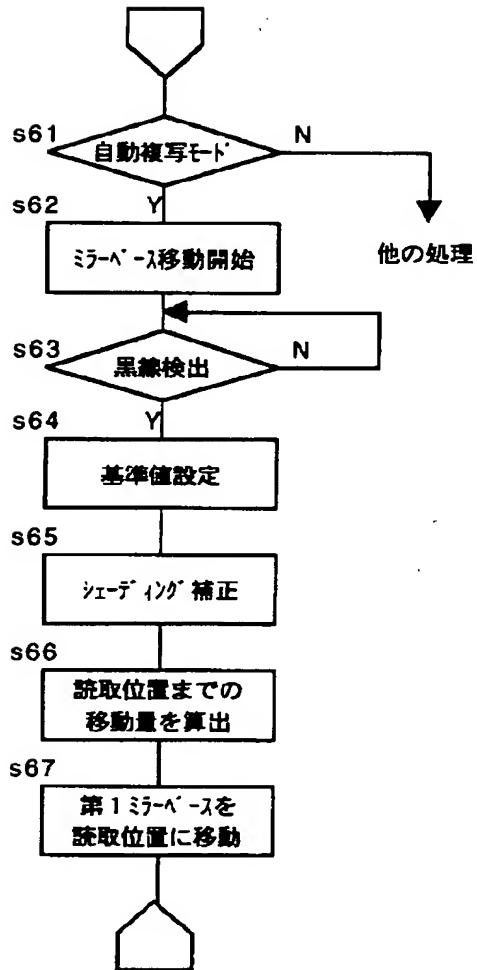 s61
自動複写ﾓｰﾄﾞ
N
s62
Y
ﾐﾗｰﾍﾞｰｽ移動開始
他の処理
s63
黒線検出
N
s64
Y
基準値設定
s65
ｼｪｰﾃﾞｨﾝｸﾞ補正
s66
読取位置までの
移動量を算出
s67
第1ﾐﾗｰﾍﾞｰｽを
読取位置に移動